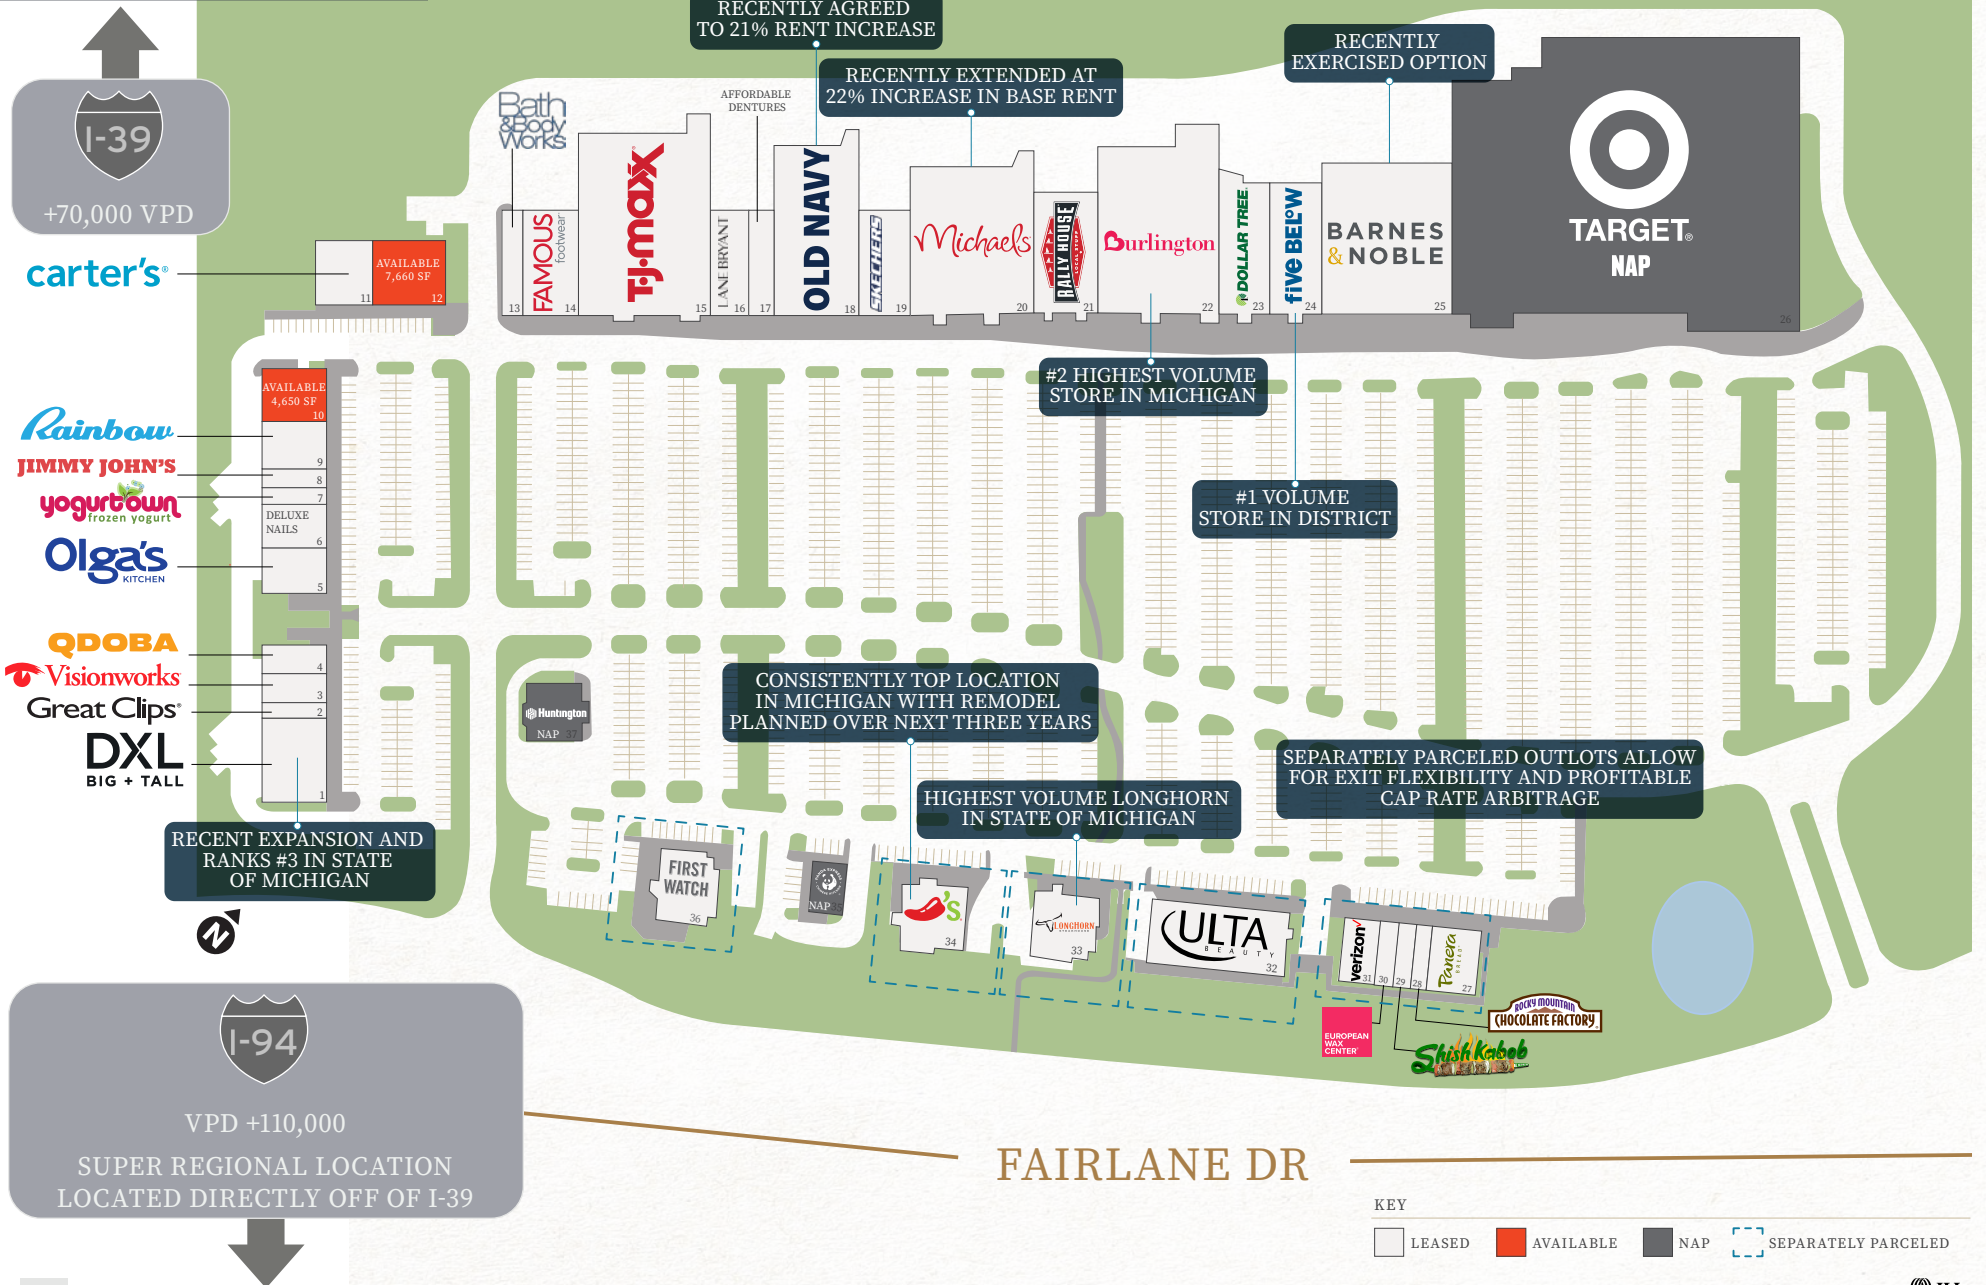 RECENTLY AGREED
TO 21% RENT INCREASE
RECENTLY EXTENDED AT
22% INCREASE IN BASE RENT
RECENTLY
EXERCISED OPTION
I-39
+70,000 VPD
Bath
&Body
Works
AFFORDABLE
DENTURES
carter's
11
AVAILABLE
7,660 SF
12
13
FAMOUS
footwear
14
T·J·maxx
15
LANE BRYANT
16
17
OLD NAVY
18
SKECHERS
19
Michaels
20
RALLY HOUSE
21
Burlington
22
DOLLAR TREE
23
five BEL°W
24
BARNES
& NOBLE
25
TARGET®
NAP
26
#2 HIGHEST VOLUME
STORE IN MICHIGAN
#1 VOLUME
STORE IN DISTRICT
AVAILABLE
4,650 SF
10
Rainbow
9
JIMMY JOHN'S
8
yogurtown
frozen yogurt
7
DELUXE
NAILS
6
Olga's
KITCHEN
5
QDOBA
4
Visionworks
3
Great Clips®
2
DXL
BIG + TALL
1
RECENT EXPANSION AND
RANKS #3 IN STATE
OF MICHIGAN
N
Huntington
NAP 37
CONSISTENTLY TOP LOCATION
IN MICHIGAN WITH REMODEL
PLANNED OVER NEXT THREE YEARS
HIGHEST VOLUME LONGHORN
IN STATE OF MICHIGAN
SEPARATELY PARCELED OUTLOTS ALLOW
FOR EXIT FLEXIBILITY AND PROFITABLE
CAP RATE ARBITRAGE
FIRST
WATCH
36
NAP
'S
34
LONGHORN
33
ULTA
BEAUTY
32
verizon
31
30
29
28
Panera
BREAD
27
EUROPEAN
WAX
CENTER
ROCKY MOUNTAIN
CHOCOLATE FACTORY
Shish Kabob
I-94
VPD +110,000
SUPER REGIONAL LOCATION
LOCATED DIRECTLY OFF OF I-39
FAIRLANE DR
KEY
LEASED
AVAILABLE
NAP
SEPARATELY PARCELED